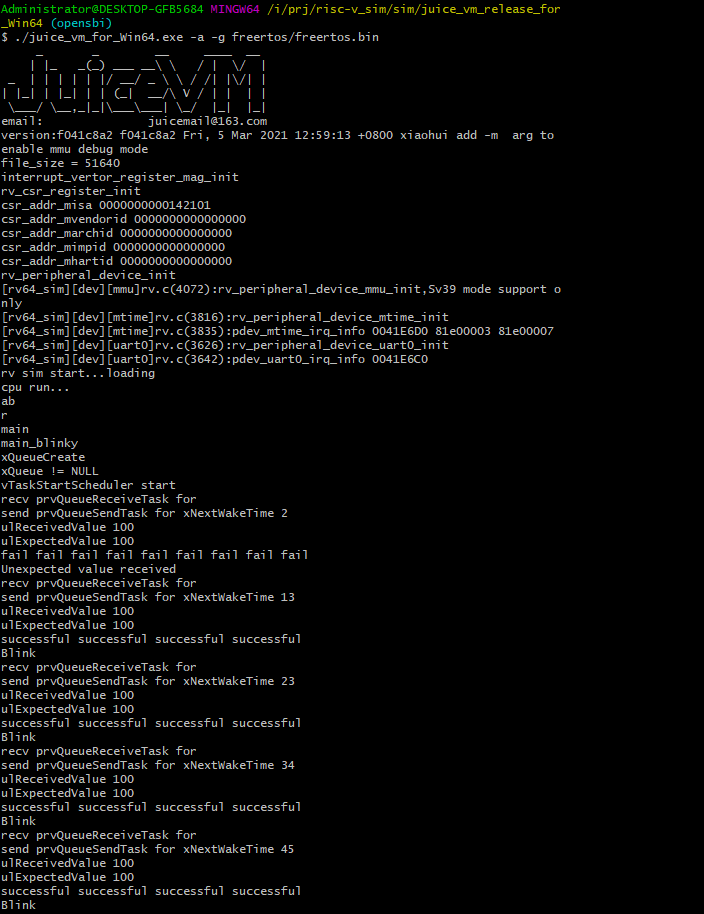 Administrator@DESKTOP-GFB5684 MINGW64 /i/prj/risc-v_sim/sim/juice_vm_release_for
_Win64 (opensbi)
$ ./juice_vm_for_Win64.exe -a -g freertos/freertos.bin
JuiceVM
email:               juicemail@163.com
version:f041c8a2 f041c8a2 Fri, 5 Mar 2021 12:59:13 +0800 xiaohui add -m  arg to
enable mmu debug mode
file_size = 51640
interrupt_vertor_register_mag_init
rv_csr_register_init
csr_addr_misa 0000000000142101
csr_addr_mvendorid 0000000000000000
csr_addr_marchid 0000000000000000
csr_addr_mimpid 0000000000000000
csr_addr_mhartid 0000000000000000
rv_peripheral_device_init
[rv64_sim][dev][mmu]rv.c(4072):rv_peripheral_device_mmu_init,Sv39 mode support o
nly
[rv64_sim][dev][mtime]rv.c(3816):rv_peripheral_device_mtime_init
[rv64_sim][dev][mtime]rv.c(3835):pdev_mtime_irq_info 0041E6D0 81e00003 81e00007
[rv64_sim][dev][uart0]rv.c(3626):rv_peripheral_device_uart0_init
[rv64_sim][dev][uart0]rv.c(3642):pdev_uart0_irq_info 0041E6C0
rv sim start...loading
cpu run...
ab
r
main
main_blinky
xQueueCreate
xQueue != NULL
vTaskStartScheduler start
recv prvQueueReceiveTask for
send prvQueueSendTask for xNextWakeTime 2
ulReceivedValue 100
ulExpectedValue 100
fail fail fail fail fail fail fail fail fail
Unexpected value received
recv prvQueueReceiveTask for
send prvQueueSendTask for xNextWakeTime 13
ulReceivedValue 100
ulExpectedValue 100
successful successful successful successful
Blink
recv prvQueueReceiveTask for
send prvQueueSendTask for xNextWakeTime 23
ulReceivedValue 100
ulExpectedValue 100
successful successful successful successful
Blink
recv prvQueueReceiveTask for
send prvQueueSendTask for xNextWakeTime 34
ulReceivedValue 100
ulExpectedValue 100
successful successful successful successful
Blink
recv prvQueueReceiveTask for
send prvQueueSendTask for xNextWakeTime 45
ulReceivedValue 100
ulExpectedValue 100
successful successful successful successful
Blink